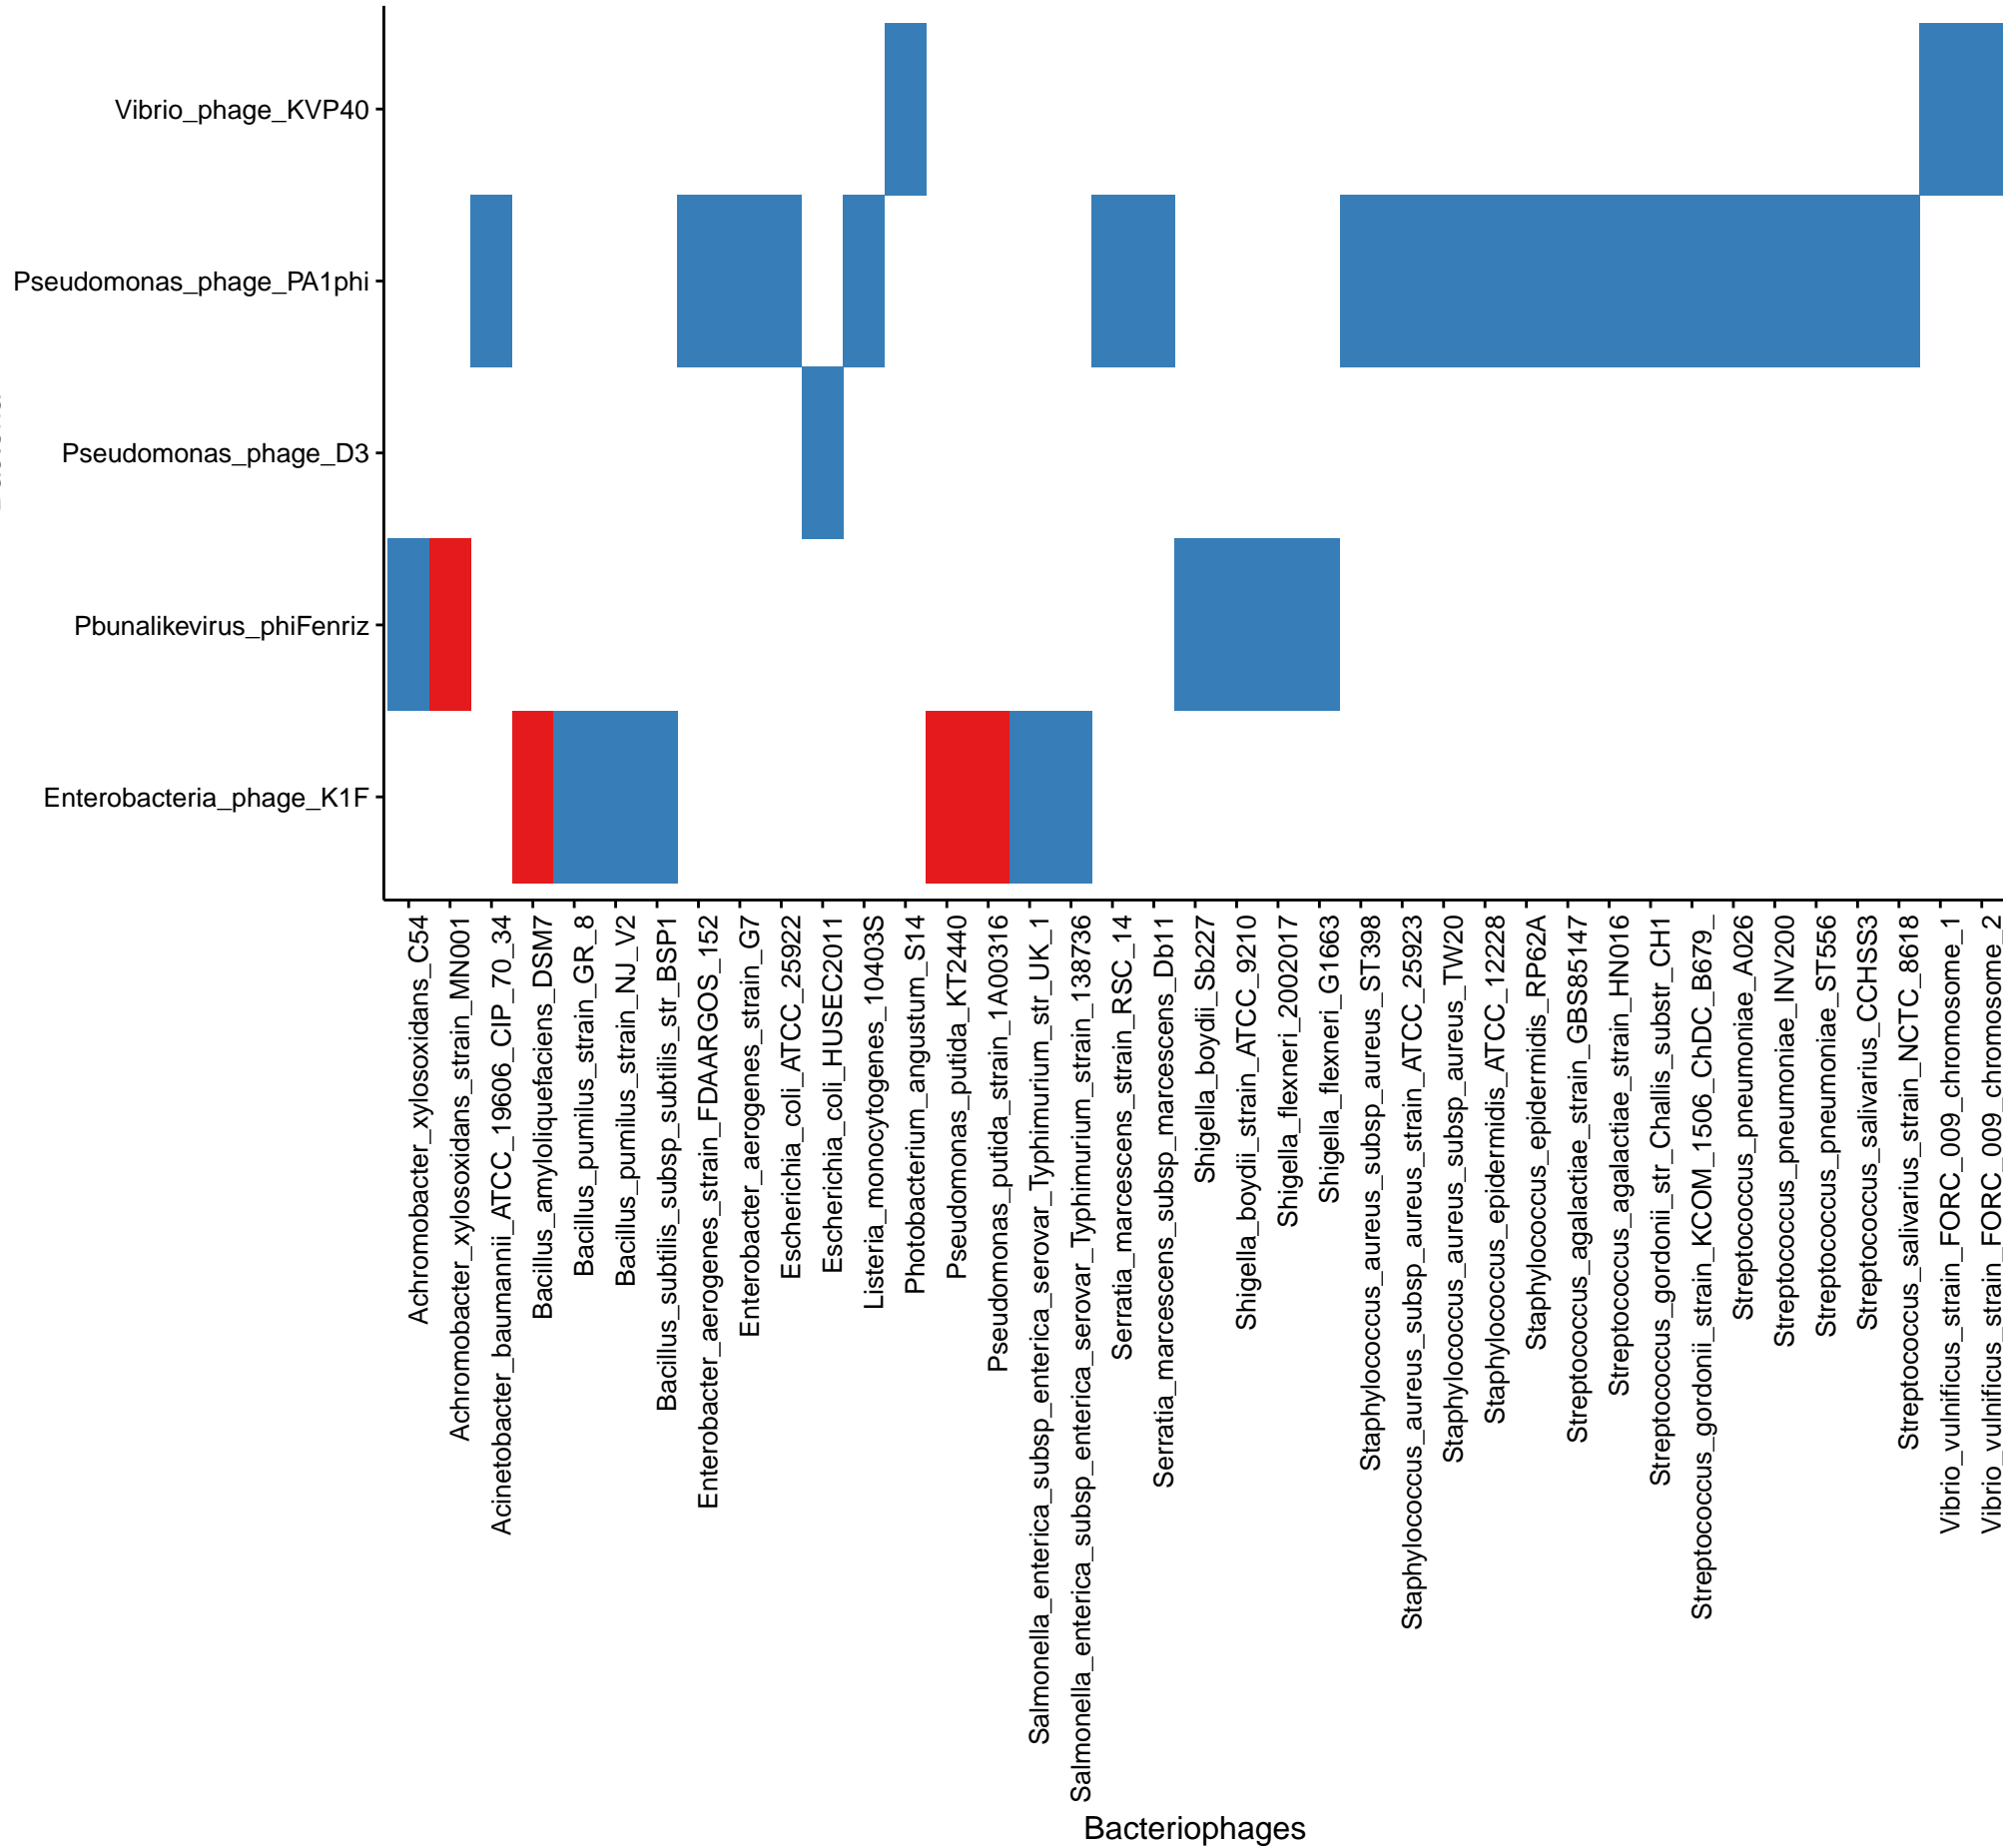 Vibrio_phage_KVP40
Pseudomonas_phage_PA1phi
Pseudomonas_phage_D3
Pbunalikevirus_phiFenriz
Enterobacteria_phage_K1F
Achromobacter_xylosoxidans_C54
Achromobacter_xylosoxidans_strain_MN001
Acinetobacter_baumannii_ATCC_19606_CIP_70_34
Bacillus_amyloliquefaciens_DSM7
Bacillus_pumilus_strain_GR_8
Bacillus_pumilus_strain_NJ_V2
Bacillus_subtilis_subsp_subtilis_str_BSP1
Enterobacter_aerogenes_strain_FDAARGOS_152
Enterobacter_aerogenes_strain_G7
Escherichia_coli_ATCC_25922
Escherichia_coli_HUSEC2011
Listeria_monocytogenes_10403S
Photobacterium_angustum_S14
Pseudomonas_putida_KT2440
Pseudomonas_putida_strain_1A00316
Salmonella_enterica_subsp_enterica_serovar_Typhimurium_str_UK_1
Salmonella_enterica_subsp_enterica_serovar_Typhimurium_strain_138736
Serratia_marcescens_strain_RSC_14
Serratia_marcescens_subsp_marcescens_Db11
Shigella_boydii_Sb227
Shigella_boydii_strain_ATCC_9210
Shigella_flexneri_2002017
Shigella_flexneri_G1663
Staphylococcus_aureus_subsp_aureus_ST398
Staphylococcus_aureus_subsp_aureus_strain_ATCC_25923
Staphylococcus_aureus_subsp_aureus_TW20
Staphylococcus_epidermidis_ATCC_12228
Staphylococcus_epidermidis_RP62A
Streptococcus_agalactiae_strain_GBS85147
Streptococcus_agalactiae_strain_HN016
Streptococcus_gordonii_str_Challis_substr_CH1
Streptococcus_gordonii_strain_KCOM_1506_ChDC_B679_
Streptococcus_pneumoniae_A026
Streptococcus_pneumoniae_INV200
Streptococcus_pneumoniae_ST556
Streptococcus_salivarius_CCHSS3
Streptococcus_salivarius_strain_NCTC_8618
Vibrio_vulnificus_strain_FORC_009_chromosome_1
Vibrio_vulnificus_strain_FORC_009_chromosome_2
Bacteriophages